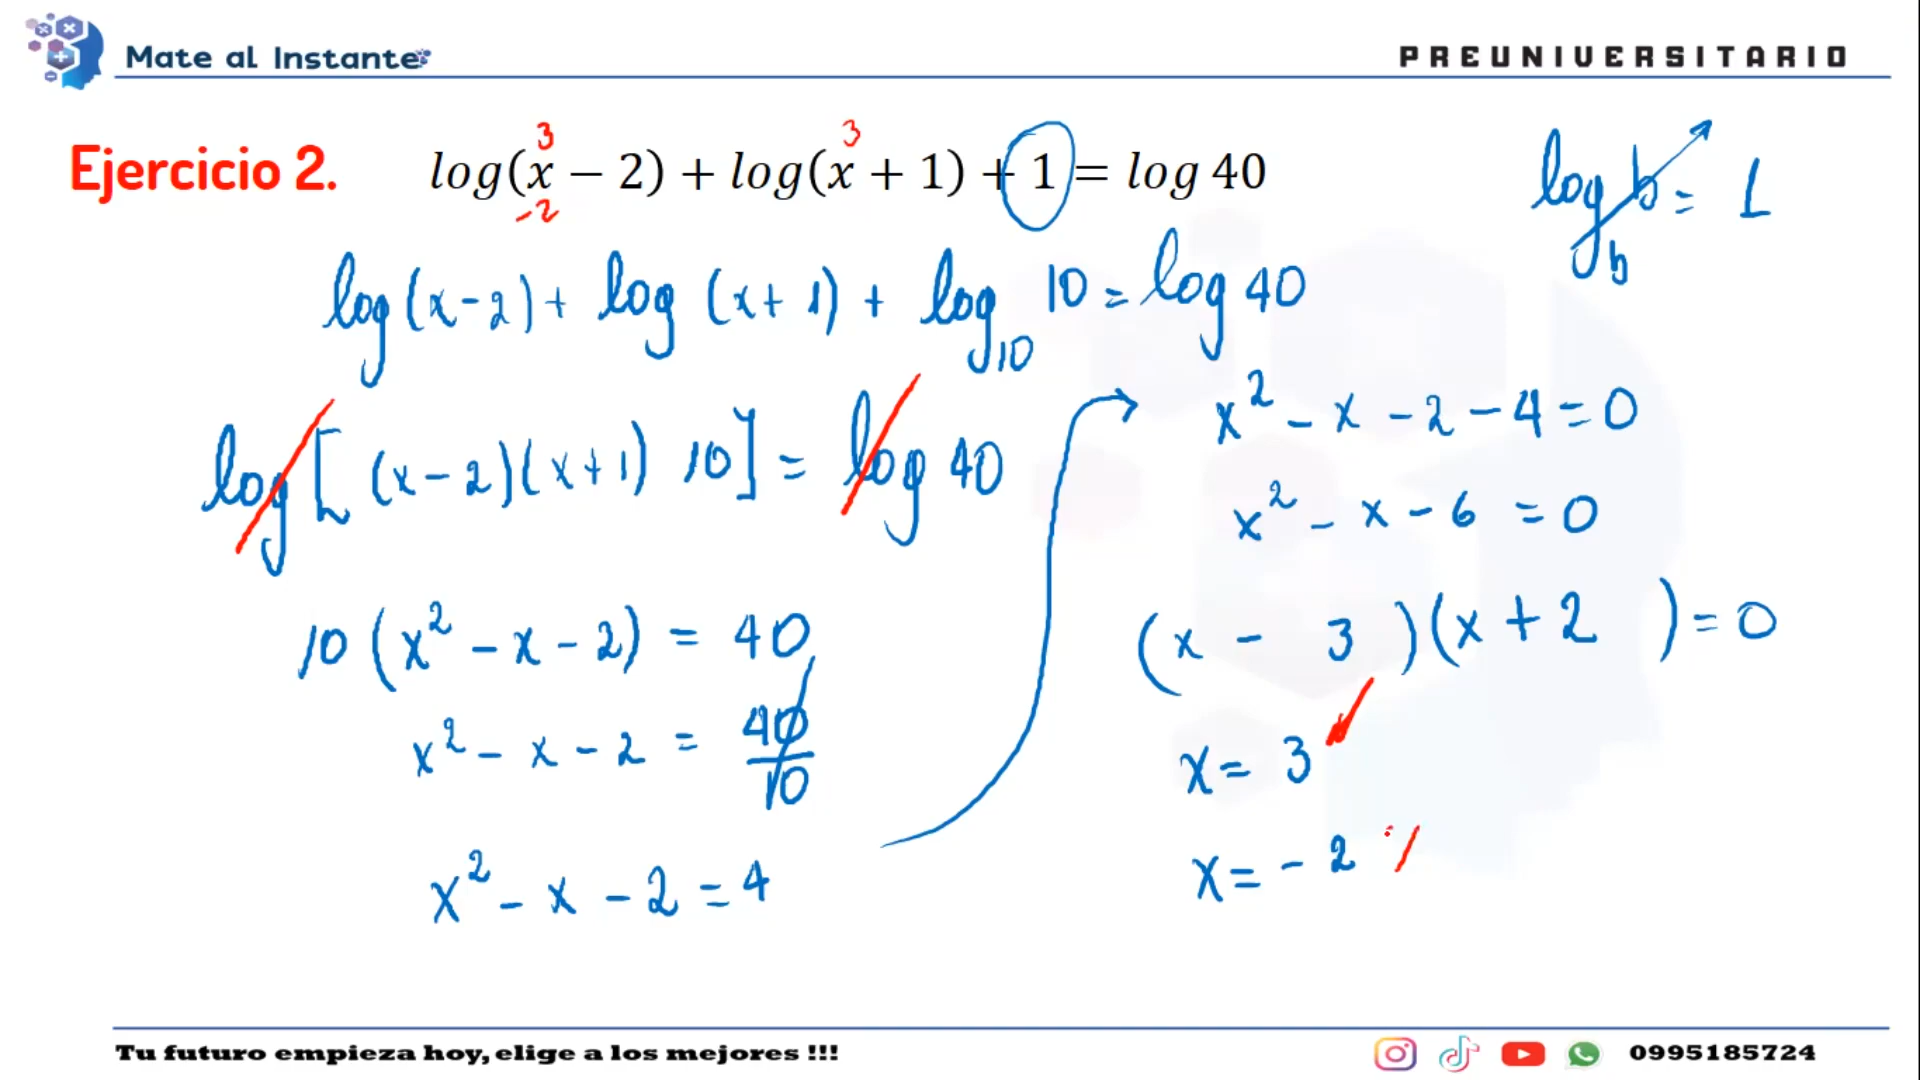 Mate al Instante
PREUNIVERSITARIO
Ejercicio 2.
log(x − 2) + log(x + 1) + 1 = log 40
3
3
-2
log_b b = 1
log (x-2) + log (x+1) + log_10 10 = log 40
log [(x-2)(x+1) 10] = log 40
10 (x² - x - 2) = 40
x² - x - 2 = 40/10
x² - x - 2 = 4
x² - x - 2 - 4 = 0
x² - x - 6 = 0
(x - 3)(x + 2) = 0
x = 3
x = - 2
Tu futuro empieza hoy, elige a los mejores !!!
0995185724